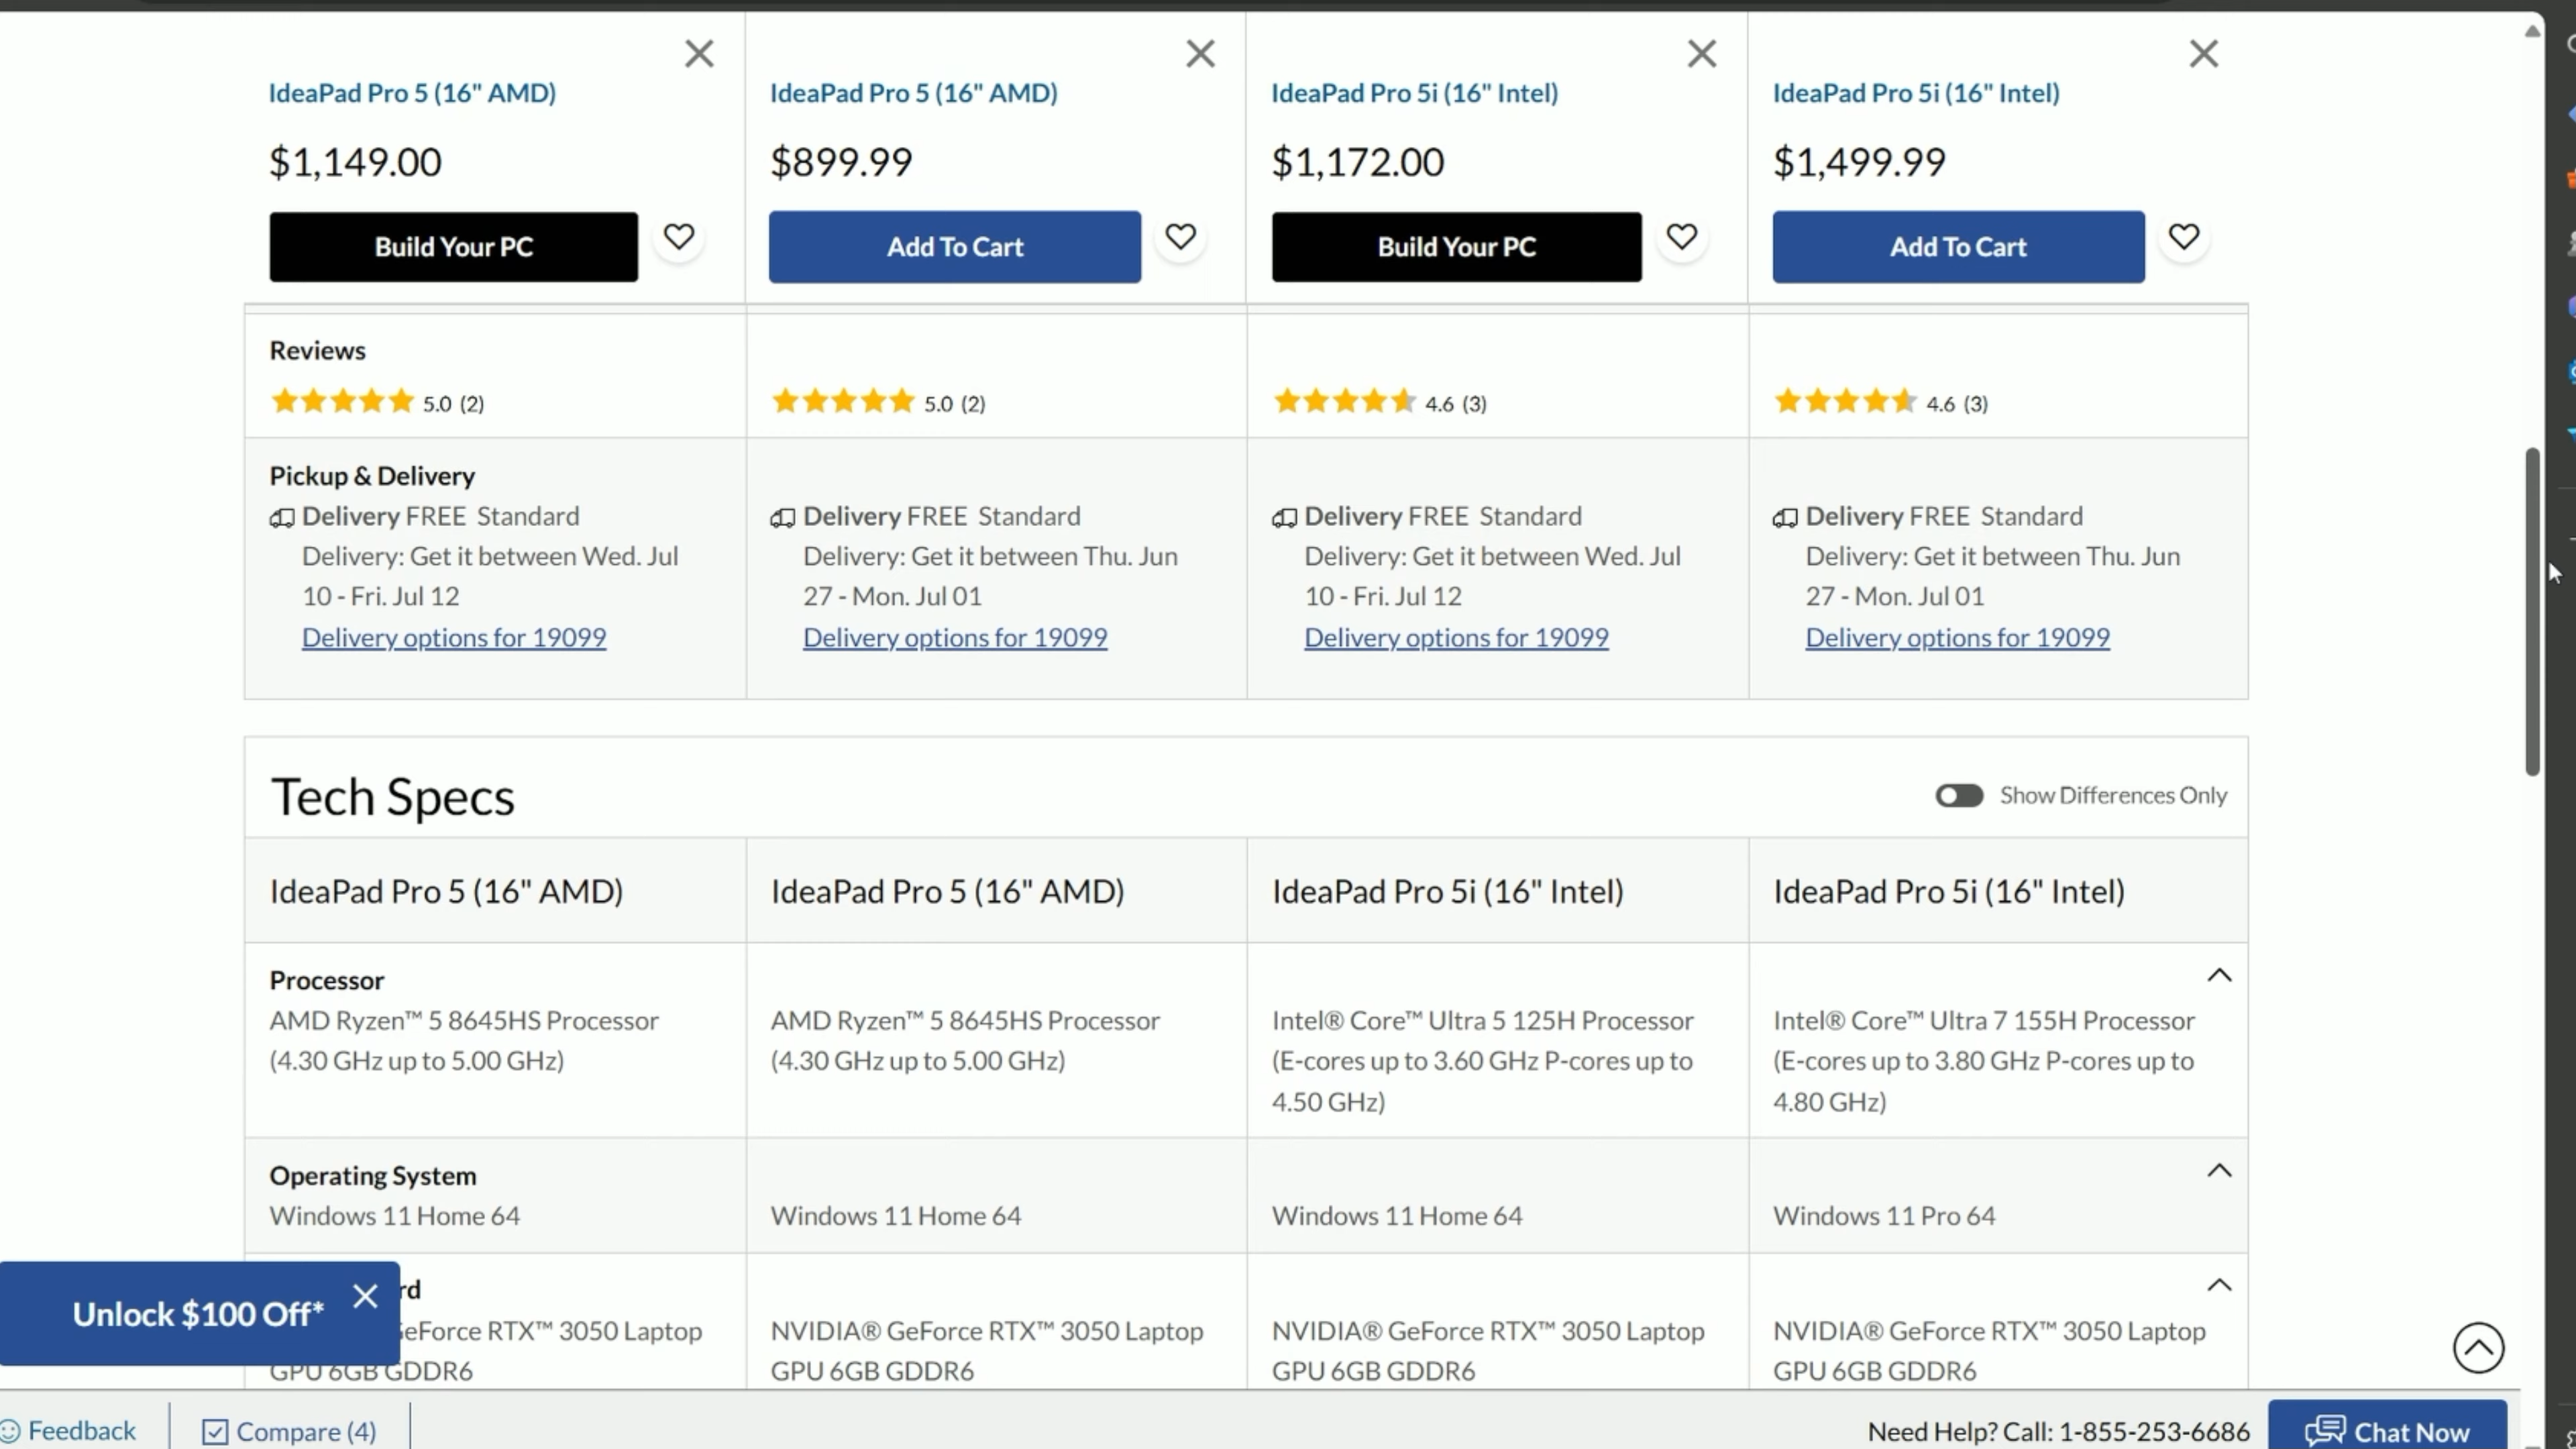 IdeaPad Pro 5 (16" AMD)
IdeaPad Pro 5 (16" AMD)
IdeaPad Pro 5i (16" Intel)
IdeaPad Pro 5i (16" Intel)
$1,149.00
$899.99
$1,172.00
$1,499.99
Build Your PC
Add To Cart
Build Your PC
Add To Cart
Reviews
5.0 (2)
5.0 (2)
4.6 (3)
4.6 (3)
Pickup & Delivery
Delivery FREE Standard
Delivery: Get it between Wed. Jul
10 - Fri. Jul 12
Delivery options for 19099
Delivery FREE Standard
Delivery: Get it between Thu. Jun
27 - Mon. Jul 01
Delivery options for 19099
Delivery FREE Standard
Delivery: Get it between Wed. Jul
10 - Fri. Jul 12
Delivery options for 19099
Delivery FREE Standard
Delivery: Get it between Thu. Jun
27 - Mon. Jul 01
Delivery options for 19099
Tech Specs
Show Differences Only
IdeaPad Pro 5 (16" AMD)
IdeaPad Pro 5 (16" AMD)
IdeaPad Pro 5i (16" Intel)
IdeaPad Pro 5i (16" Intel)
Processor
AMD Ryzen™ 5 8645HS Processor
(4.30 GHz up to 5.00 GHz)
AMD Ryzen™ 5 8645HS Processor
(4.30 GHz up to 5.00 GHz)
Intel® Core™ Ultra 5 125H Processor
(E-cores up to 3.60 GHz P-cores up to
4.50 GHz)
Intel® Core™ Ultra 7 155H Processor
(E-cores up to 3.80 GHz P-cores up to
4.80 GHz)
Operating System
Windows 11 Home 64
Windows 11 Home 64
Windows 11 Home 64
Windows 11 Pro 64
Unlock $100 Off*
RTX™ 3050 Laptop
GPU 6GB GDDR6
NVIDIA® GeForce RTX™ 3050 Laptop
GPU 6GB GDDR6
NVIDIA® GeForce RTX™ 3050 Laptop
GPU 6GB GDDR6
NVIDIA® GeForce RTX™ 3050 Laptop
GPU 6GB GDDR6
Feedback
Compare (4)
Need Help? Call: 1-855-253-6686
Chat Now